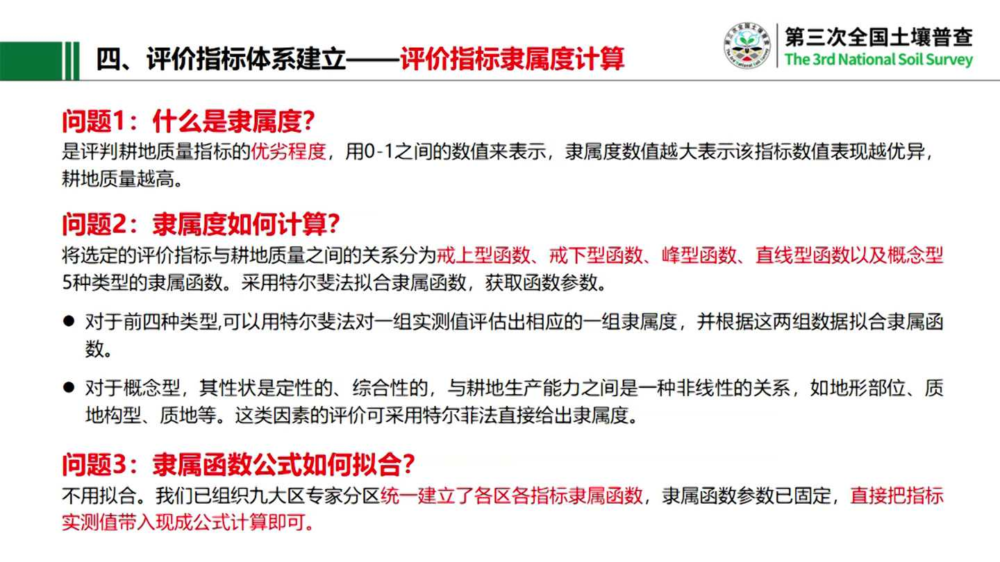 四、评价指标体系建立——评价指标隶属度计算
第三次全国土壤普查
The 3rd National Soil Survey
问题1：什么是隶属度？
是评判耕地质量指标的优劣程度，用0-1之间的数值来表示，隶属度数值越大表示该指标数值表现越优异，
耕地质量越高。
问题2：隶属度如何计算？
将选定的评价指标与耕地质量之间的关系分为戒上型函数、戒下型函数、峰型函数、直线型函数以及概念型
5种类型的隶属函数。采用特尔斐法拟合隶属函数，获取函数参数。
● 对于前四种类型,可以用特尔斐法对一组实测值评估出相应的一组隶属度，并根据这两组数据拟合隶属函
数。
● 对于概念型，其性状是定性的、综合性的，与耕地生产能力之间是一种非线性的关系，如地形部位、质
地构型、质地等。这类因素的评价可采用特尔菲法直接给出隶属度。
问题3：隶属函数公式如何拟合？
不用拟合。我们已组织九大区专家分区统一建立了各区各指标隶属函数，隶属函数参数已固定，直接把指标
实测值带入现成公式计算即可。